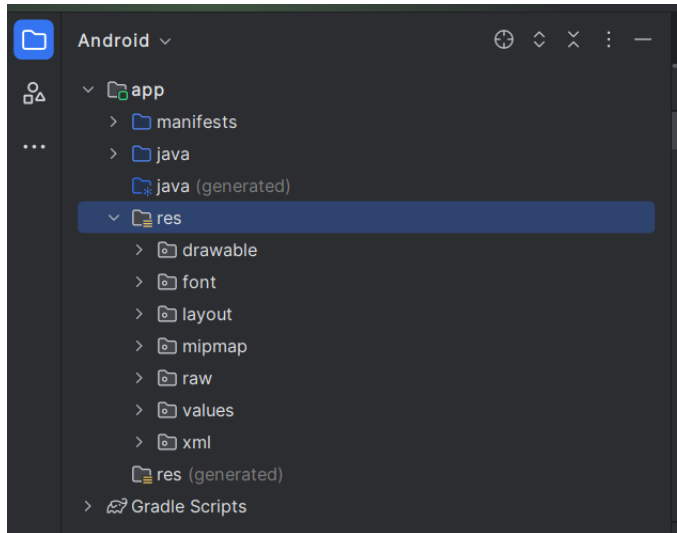 Android
app
manifests
java
java (generated)
res
drawable
font
layout
mipmap
raw
values
xml
res (generated)
Gradle Scripts